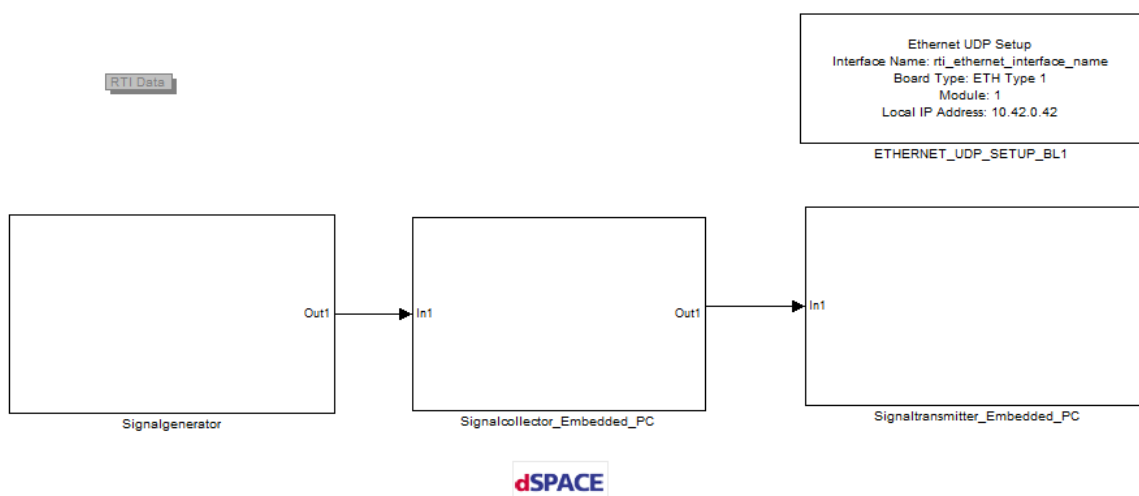 Ethernet UDP Setup
Interface Name: rti_ethernet_interface_name
Board Type: ETH Type 1
Module: 1
Local IP Address: 10.42.0.42
ETHERNET_UDP_SETUP_BL1
RTI Data
Out1
In1
Out1
In1
Signalgenerator
Signalcollector_Embedded_PC
Signaltransmitter_Embedded_PC
dSPACE